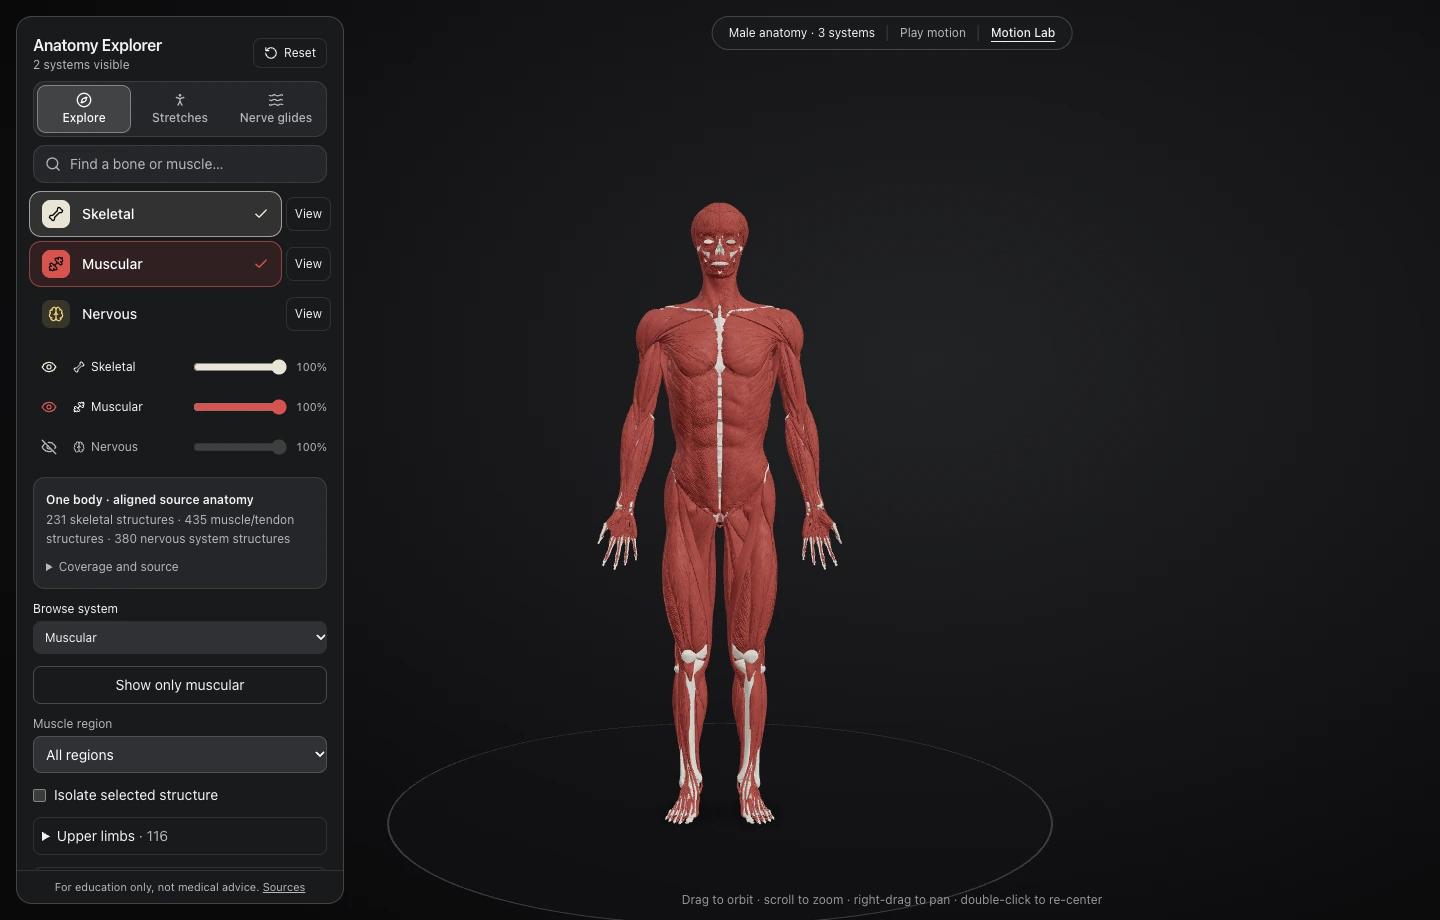 Anatomy Explorer
2 systems visible
Reset
Explore
Stretches
Nerve glides
Find a bone or muscle...
Skeletal
View
Muscular
View
Nervous
View
Skeletal
100%
Muscular
100%
Nervous
100%
One body · aligned source anatomy
231 skeletal structures · 435 muscle/tendon
structures · 380 nervous system structures
Coverage and source
Browse system
Muscular
Show only muscular
Muscle region
All regions
Isolate selected structure
Upper limbs · 116
For education only, not medical advice. Sources
Male anatomy · 3 systems
Play motion
Motion Lab
Drag to orbit · scroll to zoom · right-drag to pan · double-click to re-center